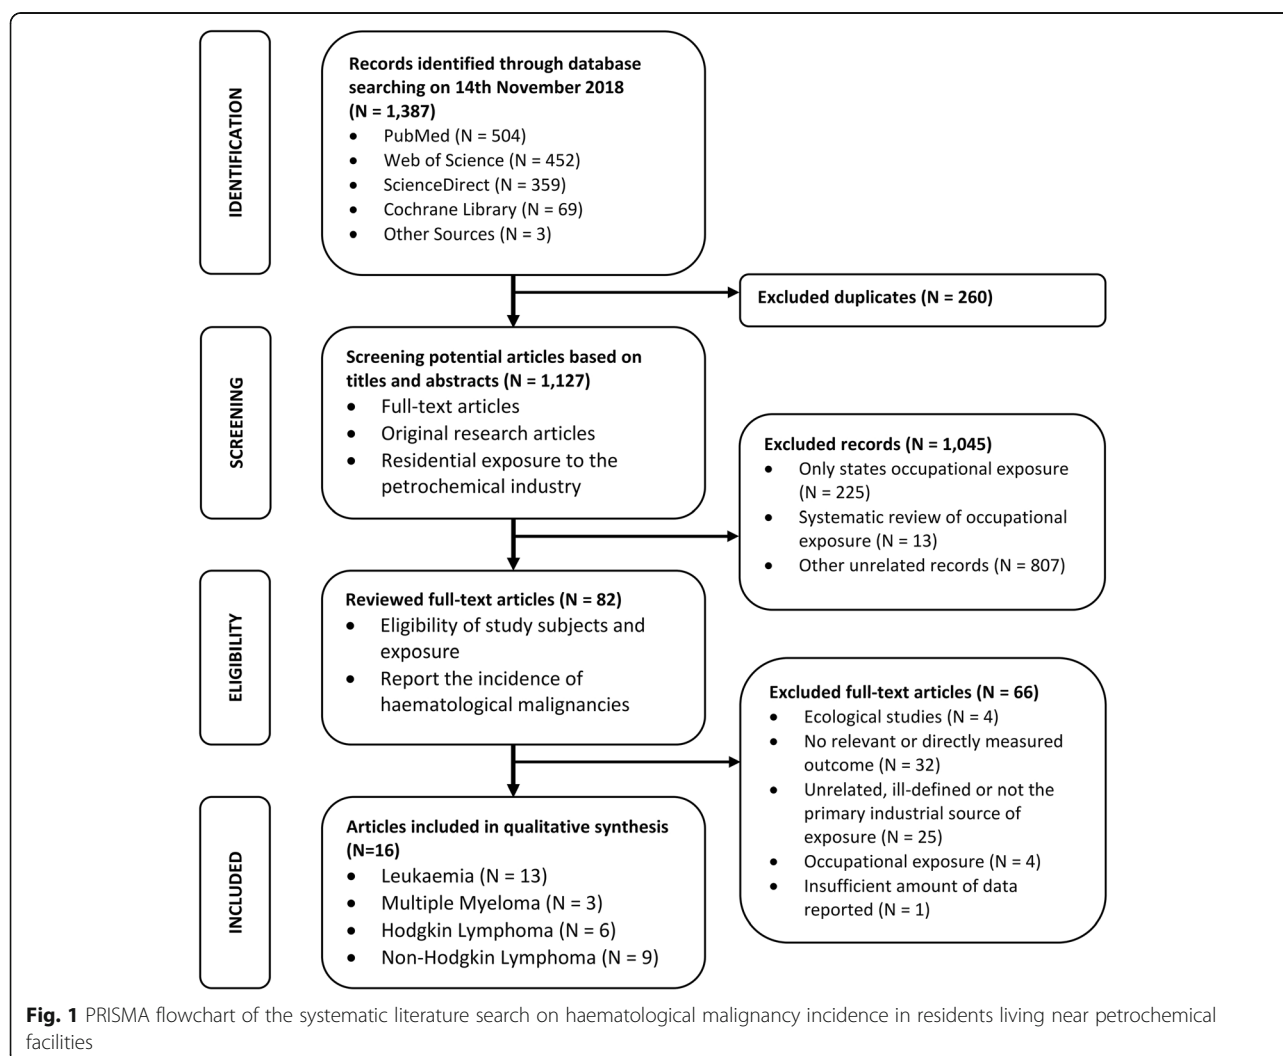 IDENTIFICATION
Records identified through database
searching on 14th November 2018
(N = 1,387)
• PubMed (N = 504)
• Web of Science (N = 452)
• ScienceDirect (N = 359)
• Cochrane Library (N = 69)
• Other Sources (N = 3)
Excluded duplicates (N = 260)
SCREENING
Screening potential articles based on
titles and abstracts (N = 1,127)
• Full-text articles
• Original research articles
• Residential exposure to the
petrochemical industry
Excluded records (N = 1,045)
• Only states occupational exposure
(N = 225)
• Systematic review of occupational
exposure (N = 13)
• Other unrelated records (N = 807)
ELIGIBILITY
Reviewed full-text articles (N = 82)
• Eligibility of study subjects and
exposure
• Report the incidence of
haematological malignancies
Excluded full-text articles (N = 66)
• Ecological studies (N = 4)
• No relevant or directly measured
outcome (N = 32)
• Unrelated, ill-defined or not the
primary industrial source of
exposure (N = 25)
• Occupational exposure (N = 4)
• Insufficient amount of data
reported (N = 1)
INCLUDED
Articles included in qualitative synthesis
(N=16)
• Leukaemia (N = 13)
• Multiple Myeloma (N = 3)
• Hodgkin Lymphoma (N = 6)
• Non-Hodgkin Lymphoma (N = 9)
Fig. 1 PRISMA flowchart of the systematic literature search on haematological malignancy incidence in residents living near petrochemical
facilities